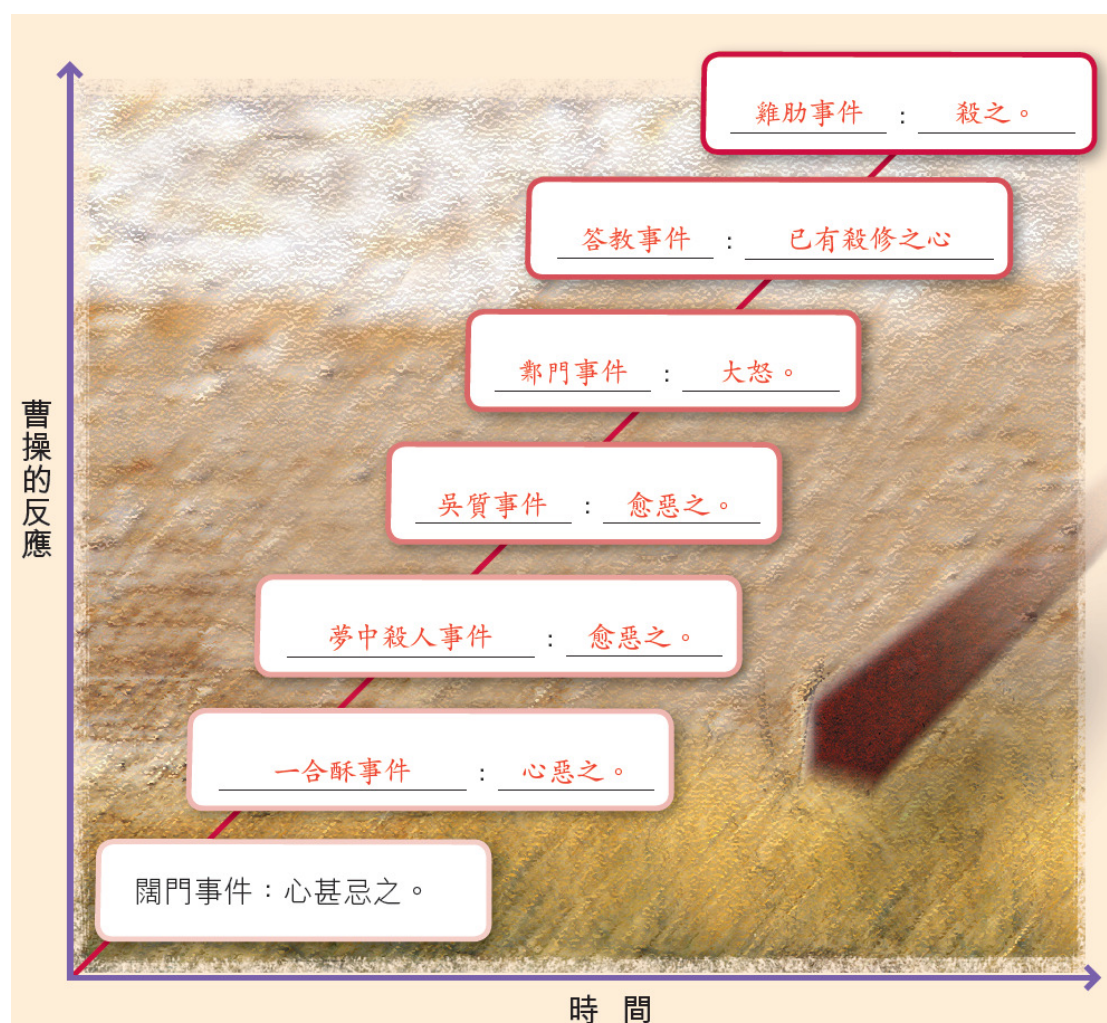 雞肋事件：殺之。
答教事件：已有殺修之心
鄴門事件：大怒。
吳質事件：愈惡之。
夢中殺人事件：愈惡之。
一合酥事件：心惡之。
闊門事件：心甚忌之。
曹操的反應
時間